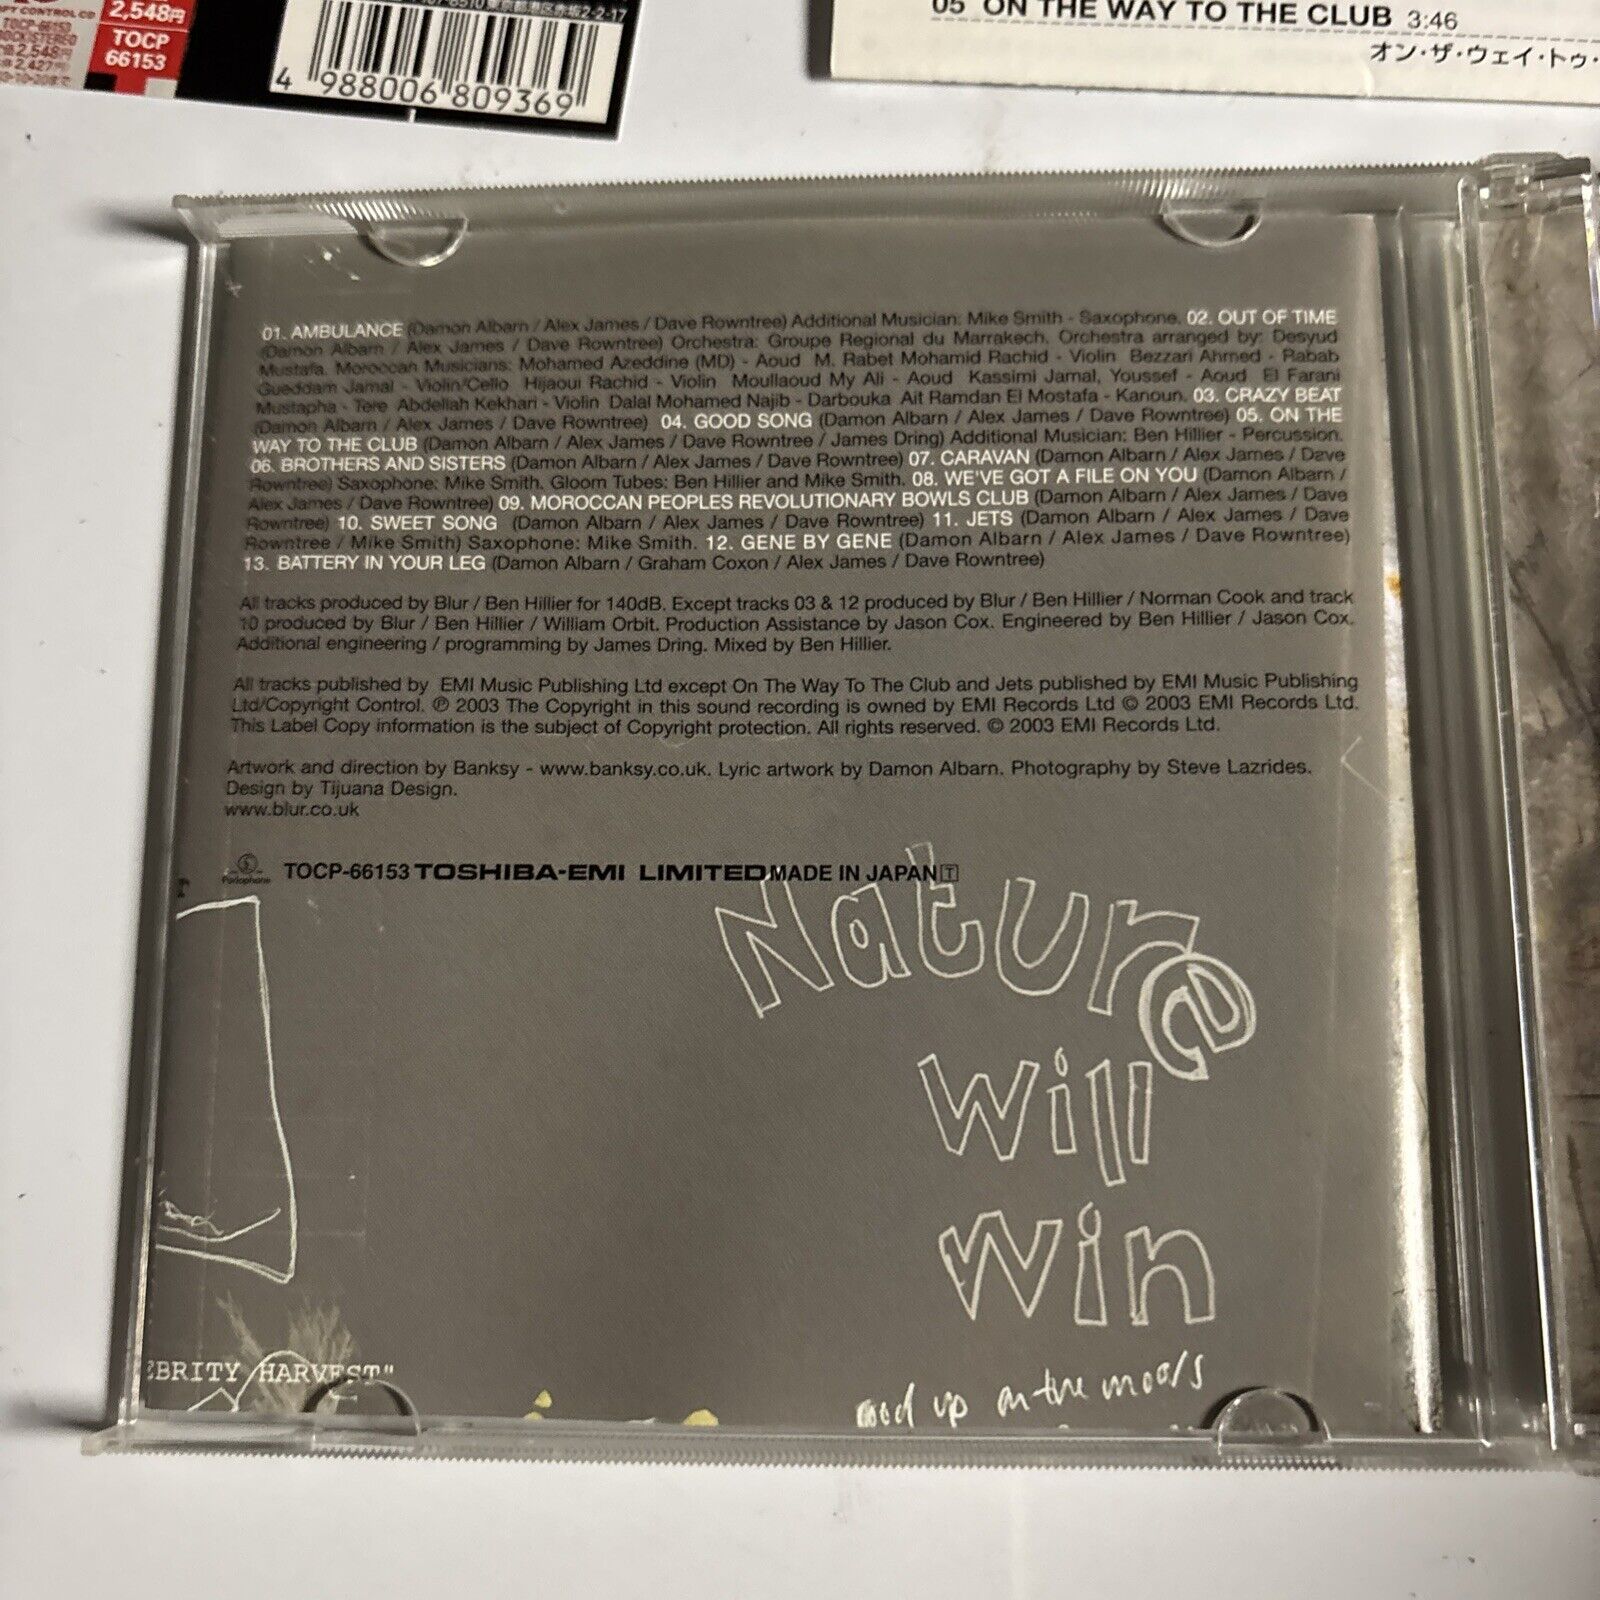 2,548円
TOCP
66153
TOCP-66153
4 988006 809369
05 ON THE WAY TO THE CLUB 3:46
オン・ザ・ウェイ・トゥ・
01. AMBULANCE (Damon Albarn / Alex James / Dave Rowntree) Additional Musician: Mike Smith - Saxophone. 02. OUT OF TIME
(Damon Albarn / Alex James / Dave Rowntree) Orchestra: Groupe Regional du Marrakech. Orchestra arranged by: Desyud
Mustafa. Moroccan Musicians: Mohamed Azeddine (MD) - Aoud M. Rabet Mohamid Rachid - Violin Bezzari Ahmed - Rabab
Gueddam Jamal - Violin/Cello Hijaoui Rachid - Violin Moullaoud My Ali - Aoud Kassimi Jamal, Youssef - Aoud El Farani
Mustapha - Tere Abdellah Kekhari - Violin Dalal Mohamed Najib - Darbouka Ait Ramdan El Mostafa - Kanoun. 03. CRAZY BEAT
(Damon Albarn / Alex James / Dave Rowntree) 04. GOOD SONG (Damon Albarn / Alex James / Dave Rowntree) 05. ON THE
WAY TO THE CLUB (Damon Albarn / Alex James / Dave Rowntree / James Dring) Additional Musician: Ben Hillier - Percussion.
06. BROTHERS AND SISTERS (Damon Albarn / Alex James / Dave Rowntree) 07. CARAVAN (Damon Albarn / Alex James / Dave
Rowntree) Saxophone: Mike Smith. Gloom Tubes: Ben Hillier and Mike Smith. 08. WE'VE GOT A FILE ON YOU (Damon Albarn /
Alex James / Dave Rowntree) 09. MOROCCAN PEOPLES REVOLUTIONARY BOWLS CLUB (Damon Albarn / Alex James / Dave
Rowntree) 10. SWEET SONG (Damon Albarn / Alex James / Dave Rowntree) 11. JETS (Damon Albarn / Alex James / Dave
Rowntree / Mike Smith) Saxophone: Mike Smith. 12. GENE BY GENE (Damon Albarn / Alex James / Dave Rowntree)
13. BATTERY IN YOUR LEG (Damon Albarn / Graham Coxon / Alex James / Dave Rowntree)
All tracks produced by Blur / Ben Hillier for 140dB. Except tracks 03 & 12 produced by Blur / Ben Hillier / Norman Cook and track
10 produced by Blur / Ben Hillier / William Orbit. Production Assistance by Jason Cox. Engineered by Ben Hillier / Jason Cox.
Additional engineering / programming by James Dring. Mixed by Ben Hillier.
All tracks published by EMI Music Publishing Ltd except On The Way To The Club and Jets published by EMI Music Publishing
Ltd/Copyright Control. ℗ 2003 The Copyright in this sound recording is owned by EMI Records Ltd © 2003 EMI Records Ltd.
This Label Copy information is the subject of Copyright protection. All rights reserved. © 2003 EMI Records Ltd.
Artwork and direction by Banksy - www.banksy.co.uk. Lyric artwork by Damon Albarn. Photography by Steve Lazrides.
Design by Tijuana Design.
www.blur.co.uk
Parlophone TOCP-66153 TOSHIBA-EMI LIMITED MADE IN JAPAN T
Nature
Will
Win
EBRITY HARVEST"
up on the moors